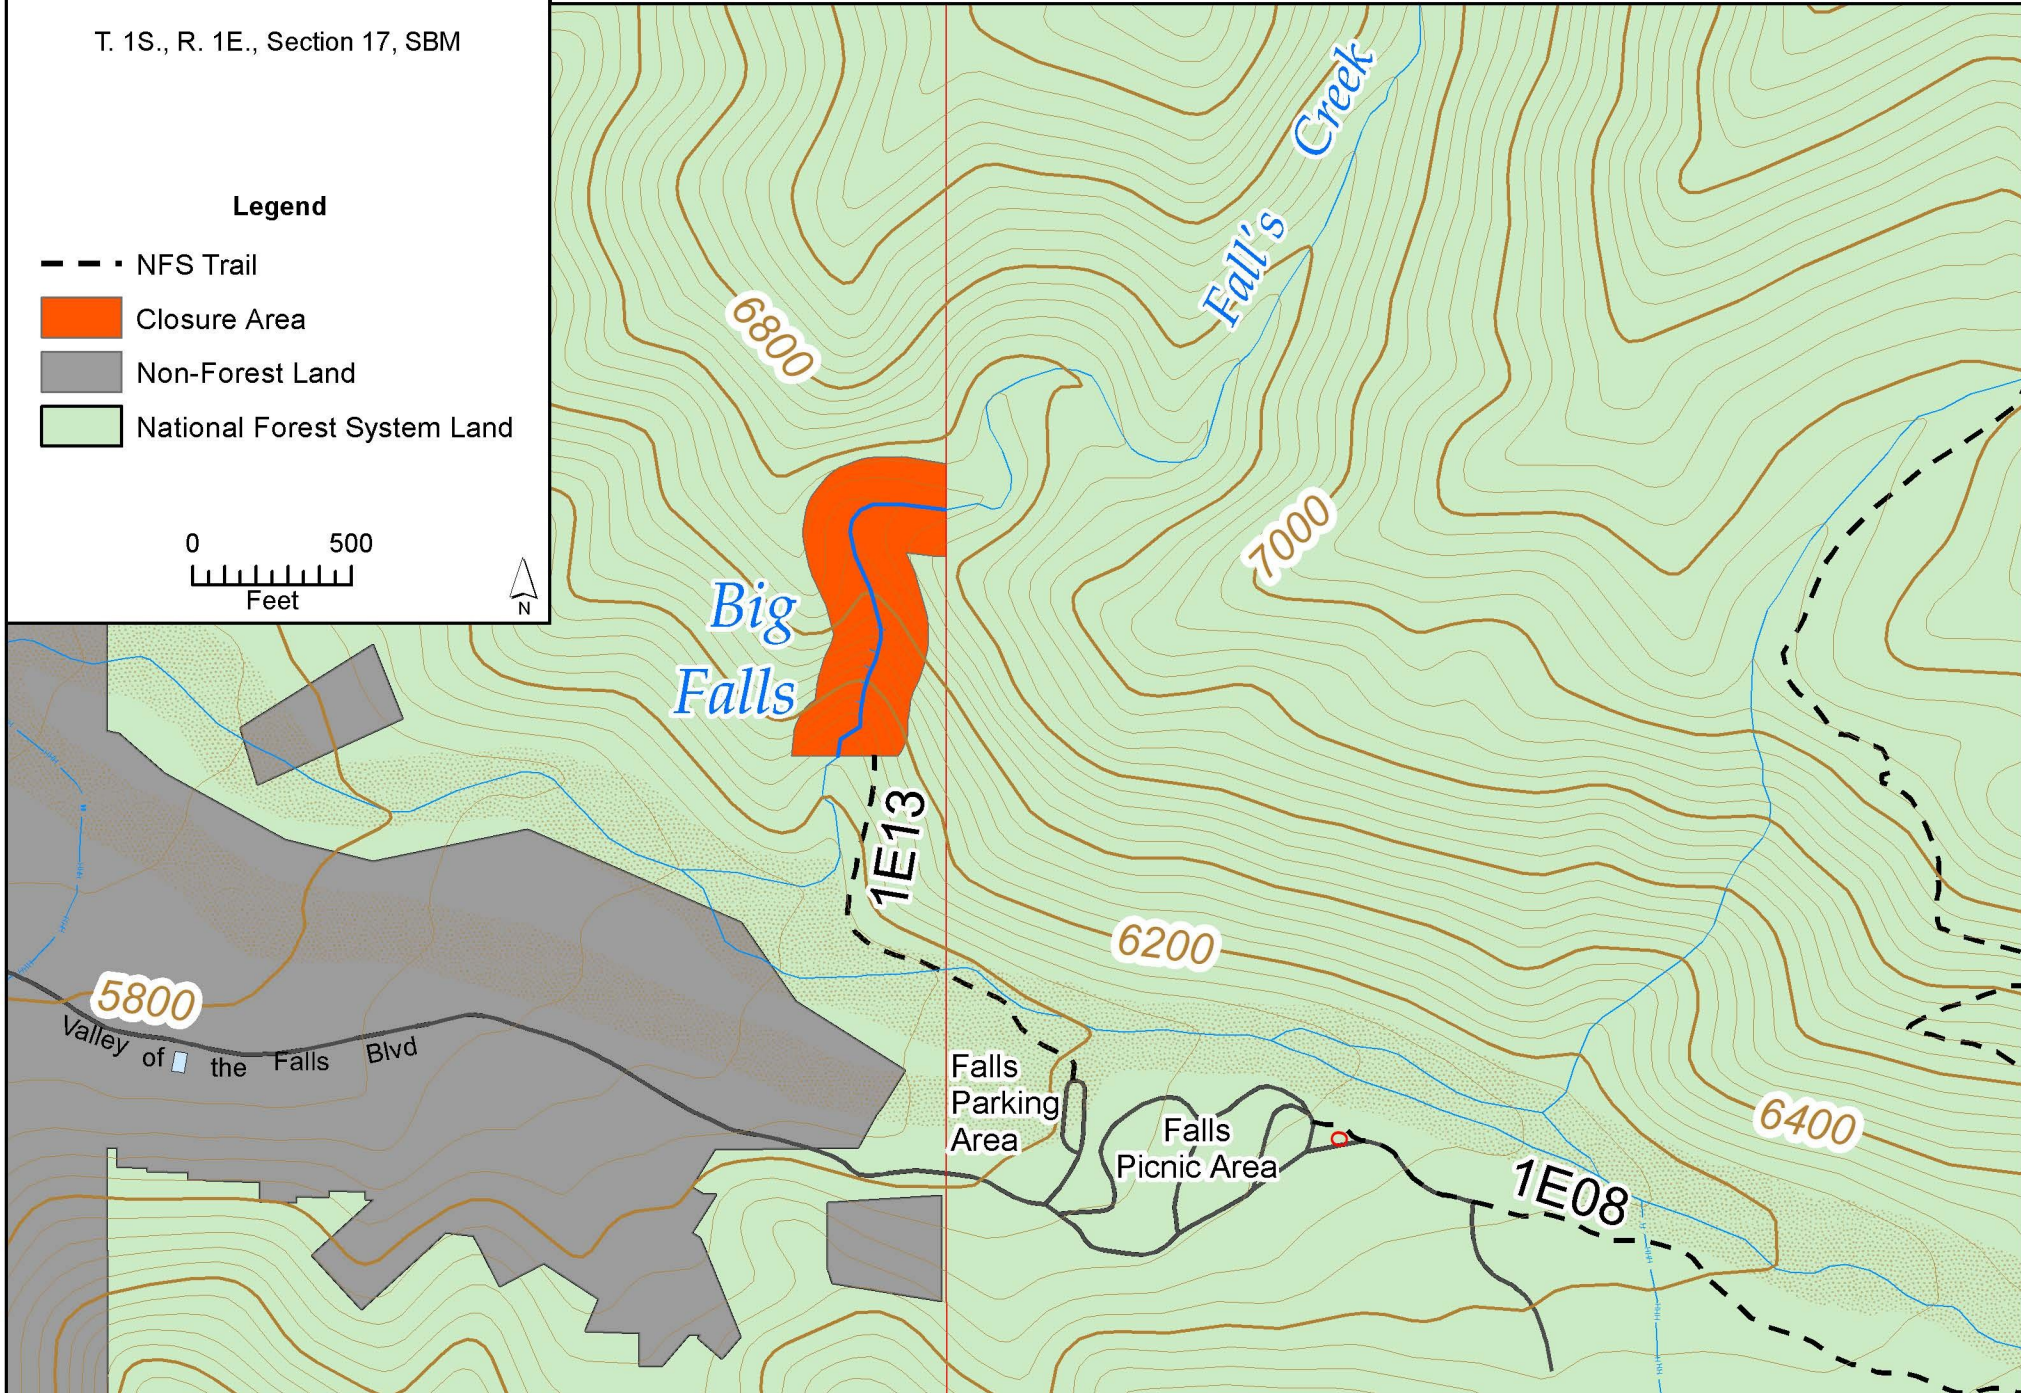 T. 1S., R. 1E., Section 17, SBM
Legend
NFS Trail
Closure Area
Non-Forest Land
National Forest System Land
0 500
Feet
N
Creek
Fall's
6800
7000
Big
Falls
1E13
6200
5800
Valley of the Falls Blvd
Falls
Parking
Area
Falls
Picnic Area
6400
1E08